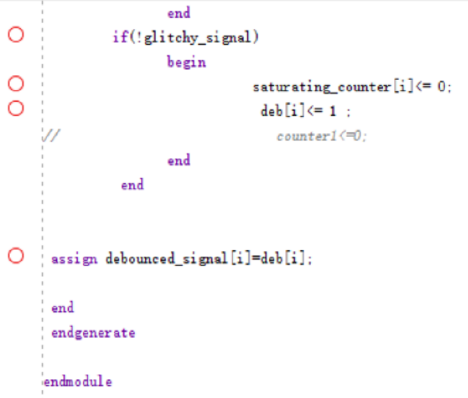 end
if(!glitchy_signal)
begin
saturating_counter[i]<= 0;
deb[i]<= 1 ;
// counter1<=0;
end
end
assign debounced_signal[i]=deb[i];
end
endgenerate
endmodule